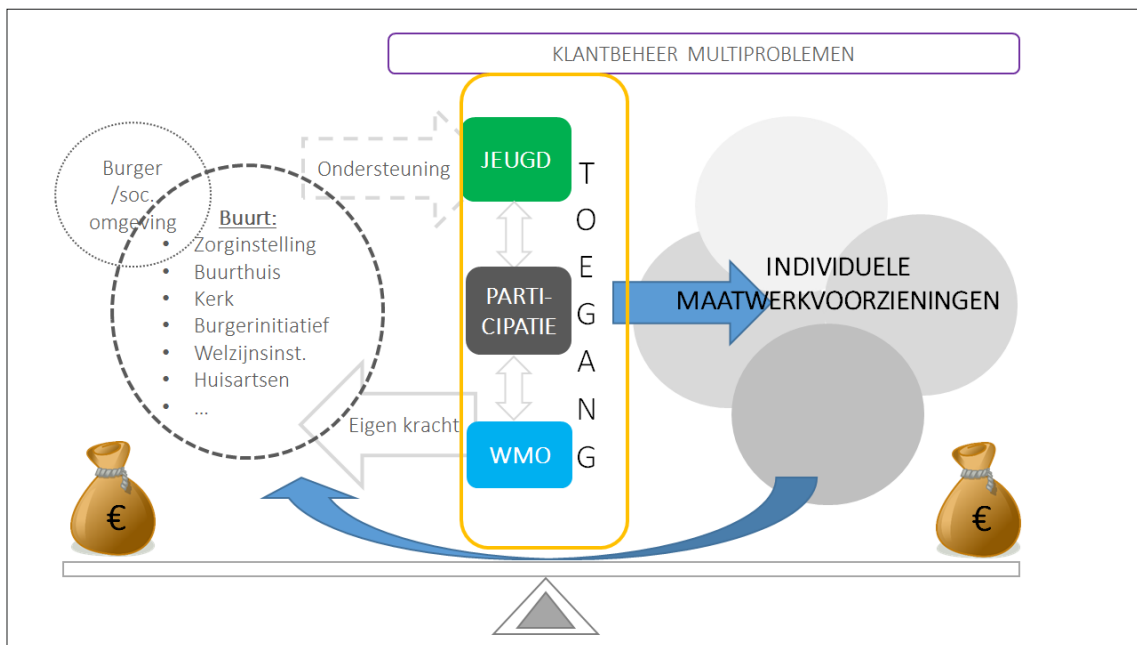 KLANTBEHEER MULTIPROBLEMEN
Burger
/soc.
omgeving
Buurt:
• Zorginstelling
• Buurthuis
• Kerk
• Burgerinitiatief
• Welzijnsinst.
• Huisartsen
• ...
Ondersteuning
Eigen kracht
JEUGD
PARTI-
CIPATIE
WMO
T
O
E
G
A
N
G
INDIVIDUELE
MAATWERKVOORZIENINGEN
€
€